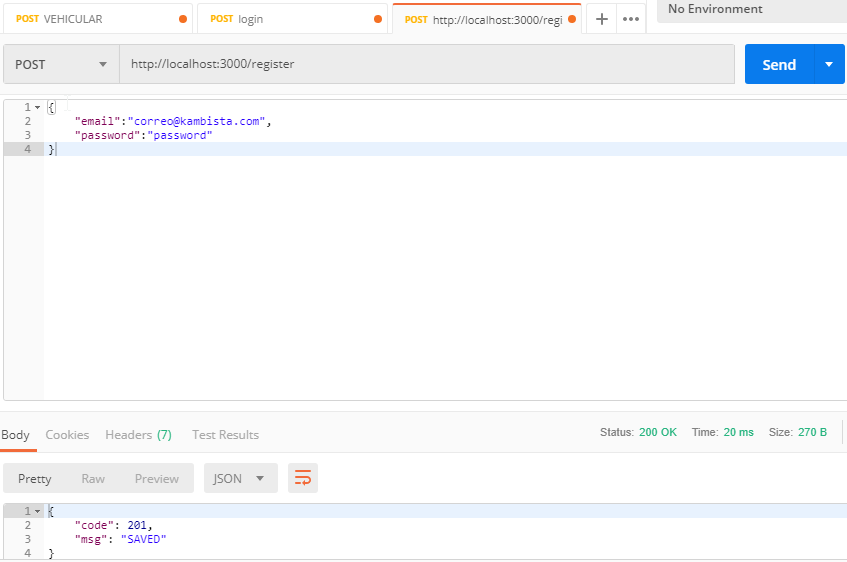 POST VEHICULAR
POST login
POST http://localhost:3000/regi
+ •••
No Environment
POST http://localhost:3000/register
Send
1 {
2 "email":"correo@kambista.com",
3 "password":"password"
4 }
Body Cookies Headers (7) Test Results
Status: 200 OK Time: 20 ms Size: 270 B
Pretty Raw Preview JSON
1 {
2 "code": 201,
3 "msg": "SAVED"
4 }